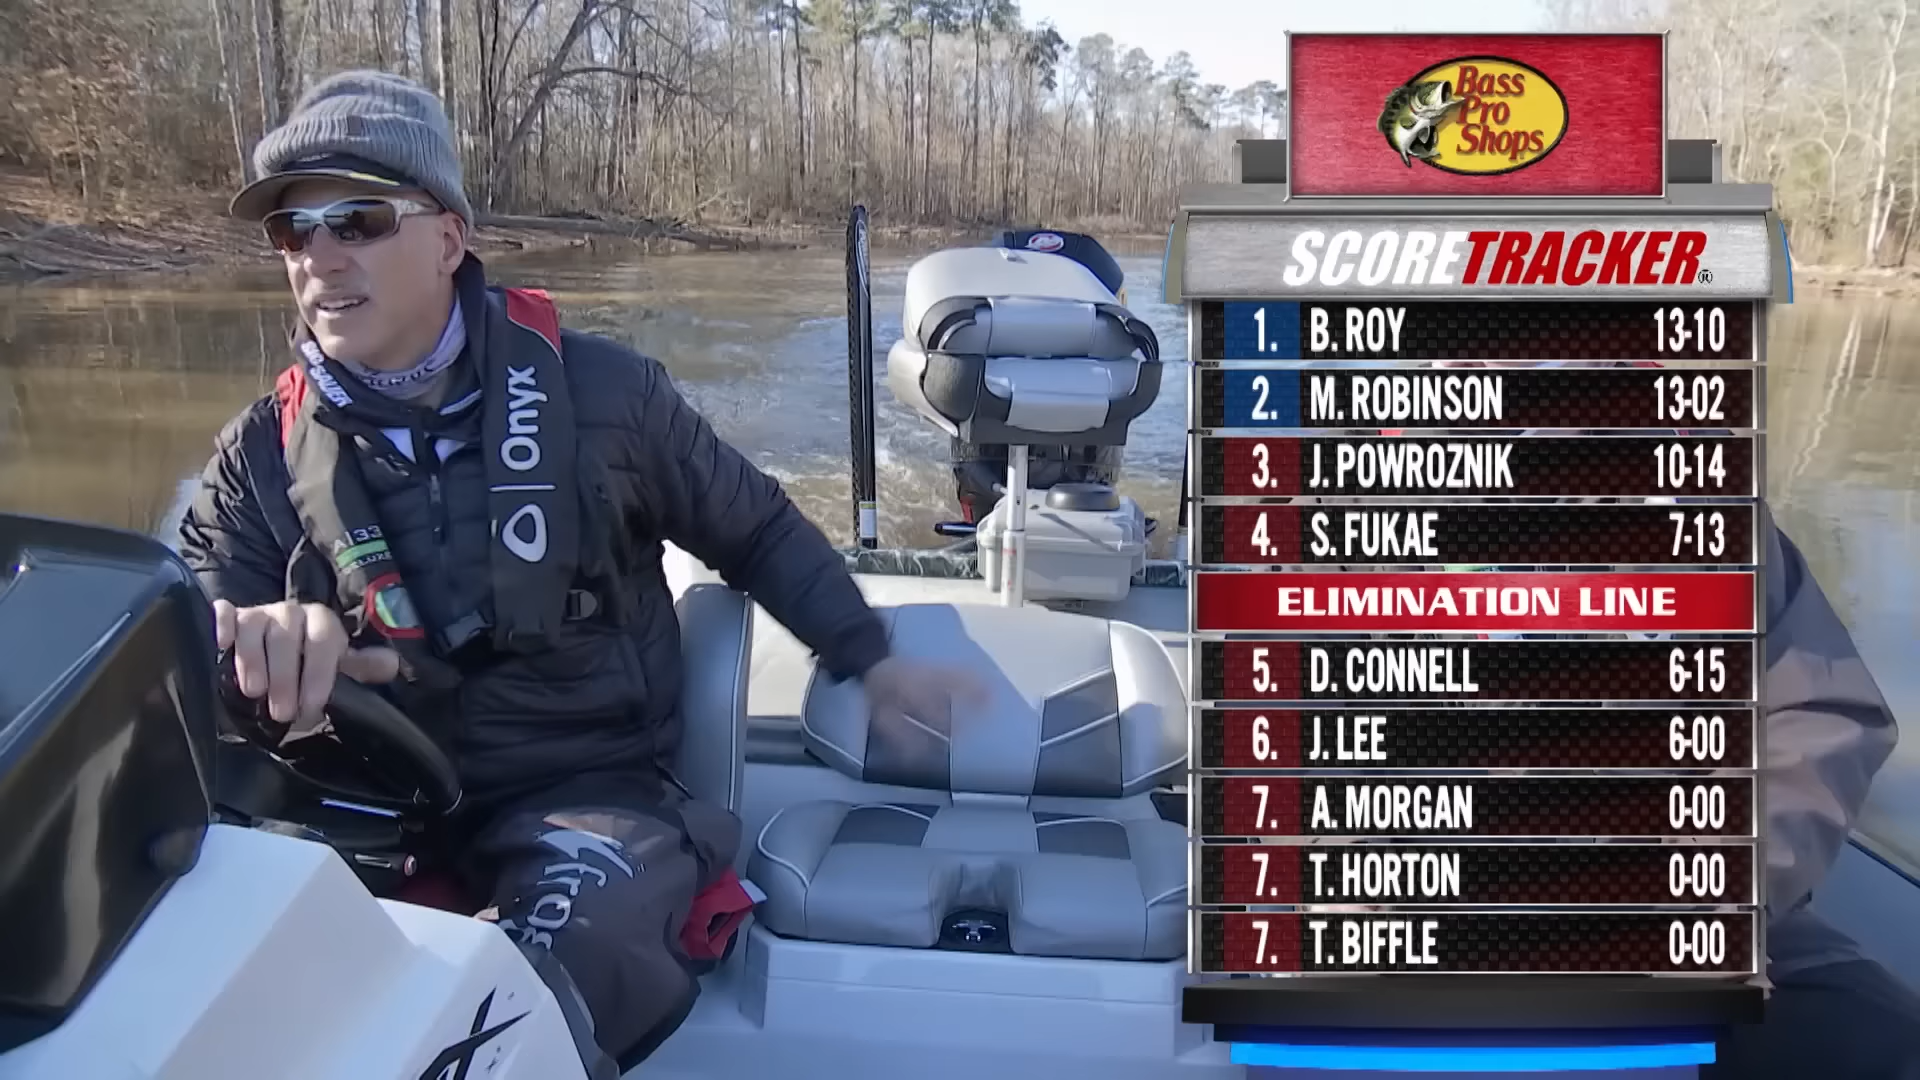 Bass
Pro
Shops
SCORETRACKER®
1. B. ROY 13-10
2. M. ROBINSON 13-02
3. J. POWROZNIK 10-14
4. S. FUKAE 7-13
ELIMINATION LINE
5. D. CONNELL 6-15
6. J. LEE 6-00
7. A. MORGAN 0-00
7. T. HORTON 0-00
7. T. BIFFLE 0-00
Onyx